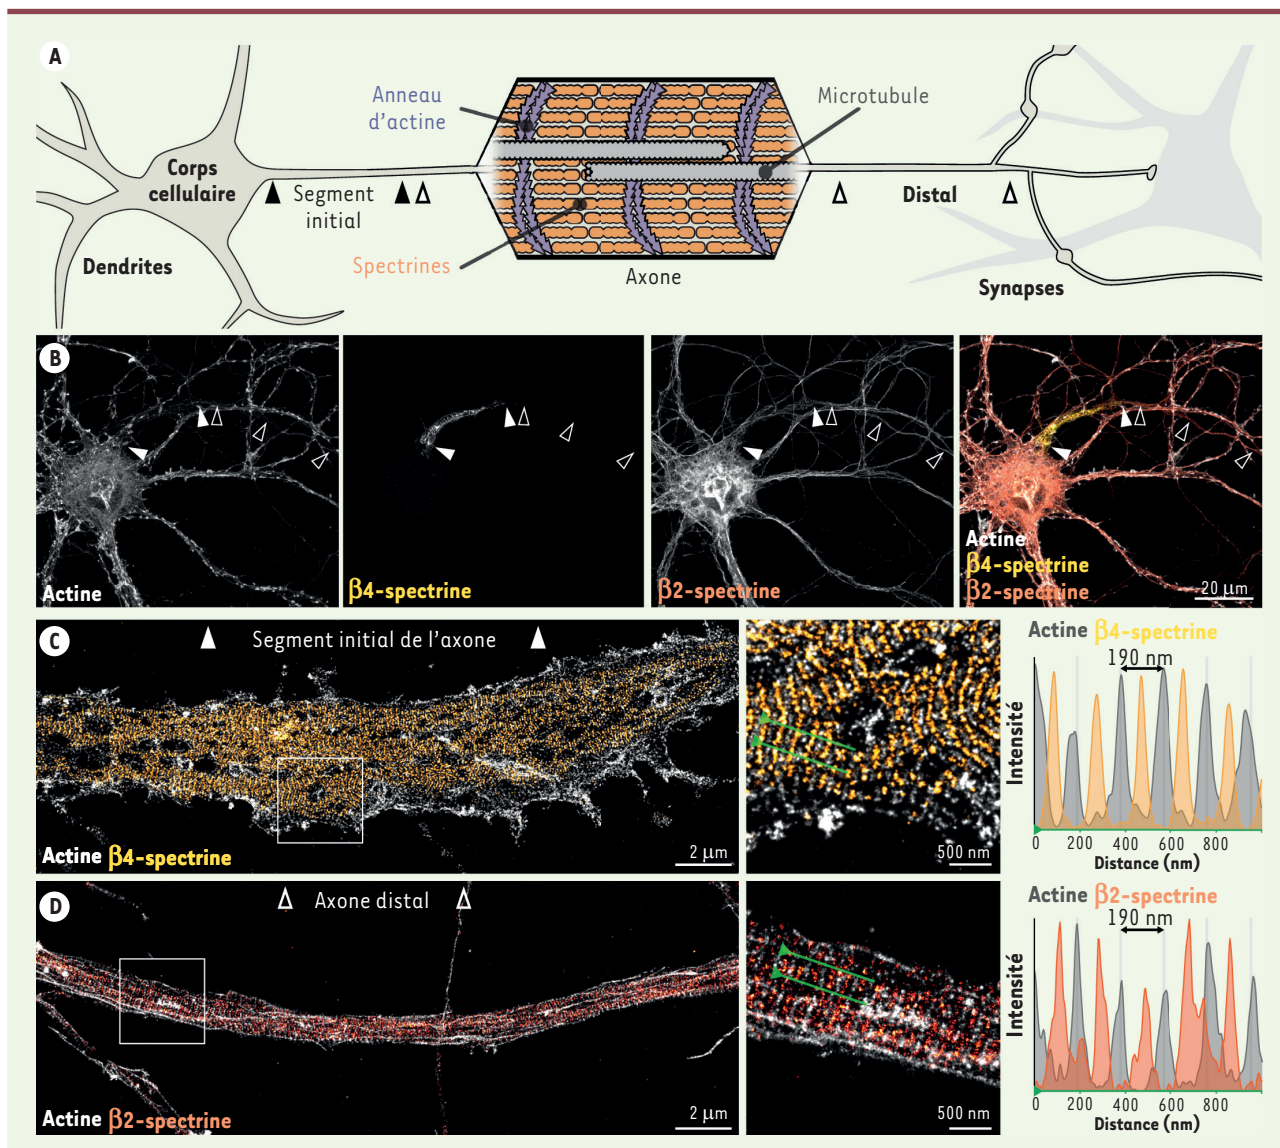 A
Anneau
d'actine
Microtubule
Corps
cellulaire
Segment
initial
Distal
Dendrites
Spectrines
Axone
Synapses
B
Actine
β4-spectrine
β2-spectrine
Actine
β4-spectrine
β2-spectrine
20 µm
C
Segment initial de l'axone
Actine β4-spectrine
2 µm
500 nm
Actine β4-spectrine
190 nm
Intensité
0 200 400 600 800
Distance (nm)
D
Axone distal
Actine β2-spectrine
2 µm
500 nm
Actine β2-spectrine
190 nm
Intensité
0 200 400 600 800
Distance (nm)